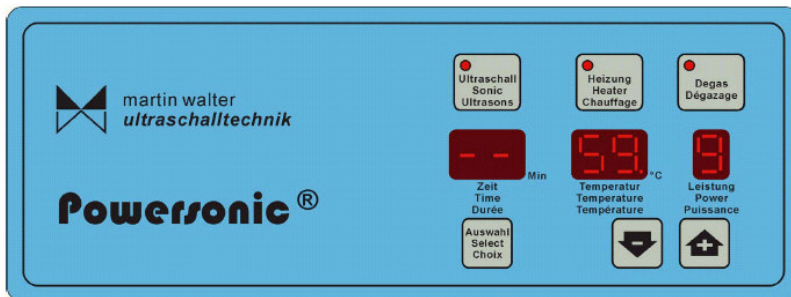 martin walter
ultraschalltechnik
Powersonic ®
Ultraschall
Sonic
Ultrasons
Heizung
Heater
Chauffage
Degas
Dégazage
-- Min
59. °C
9
Zeit
Time
Durée
Temperatur
Temperature
Température
Leistung
Power
Puissance
Auswahl
Select
Choix
-
+